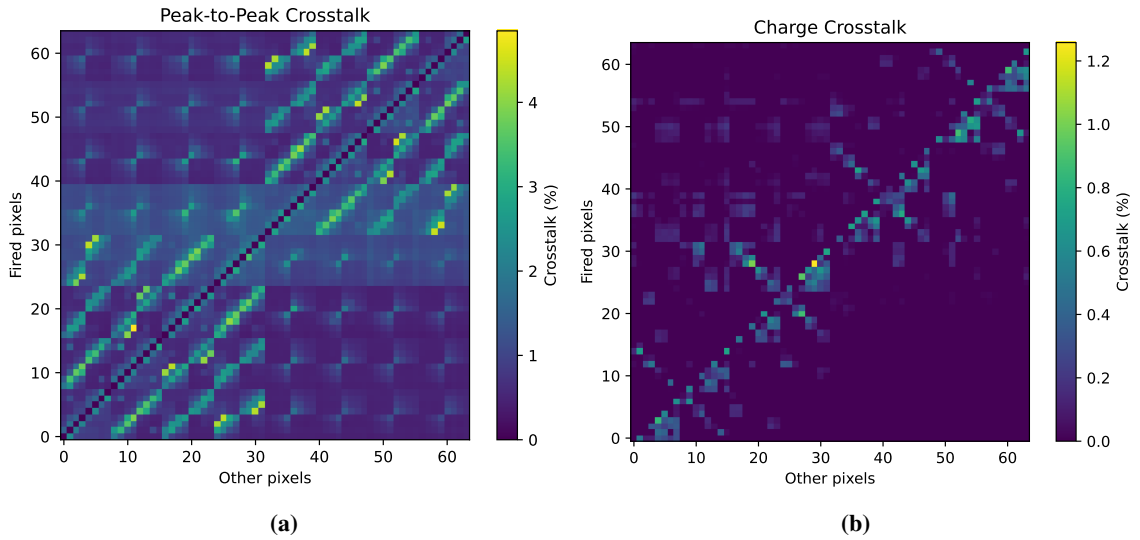 Peak-to-Peak Crosstalk
Fired pixels
60
50
40
30
20
10
0
0 10 20 30 40 50 60
Other pixels
4
3
2
1
0
Crosstalk (%)
(a)
Charge Crosstalk
Fired pixels
60
50
40
30
20
10
0
0 10 20 30 40 50 60
Other pixels
1.2
1.0
0.8
0.6
0.4
0.2
0.0
Crosstalk (%)
(b)